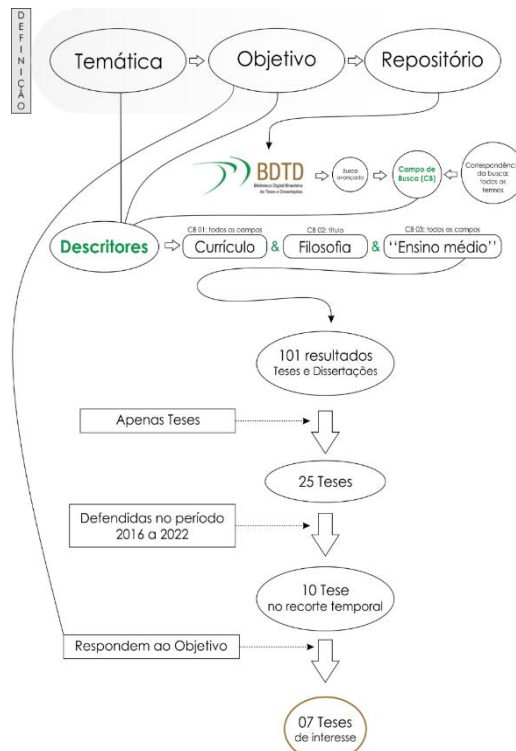 DEFINIÇÃO
Temática
Objetivo
Repositório
BDTD
Biblioteca Digital Brasileira
de Teses e Dissertações
Busca
avançada
Campo de
Busca (CB)
Correspondência
da busca:
todos os
termos
Descritores
CB 01: todos os campos
Currículo
&
CB 02: título
Filosofia
&
CB 03: todos os campos
"Ensino médio"
101 resultados
Teses e Dissertações
Apenas Teses
25 Teses
Defendidas no período
2016 a 2022
10 Tese
no recorte temporal
Respondem ao Objetivo
07 Teses
de interesse